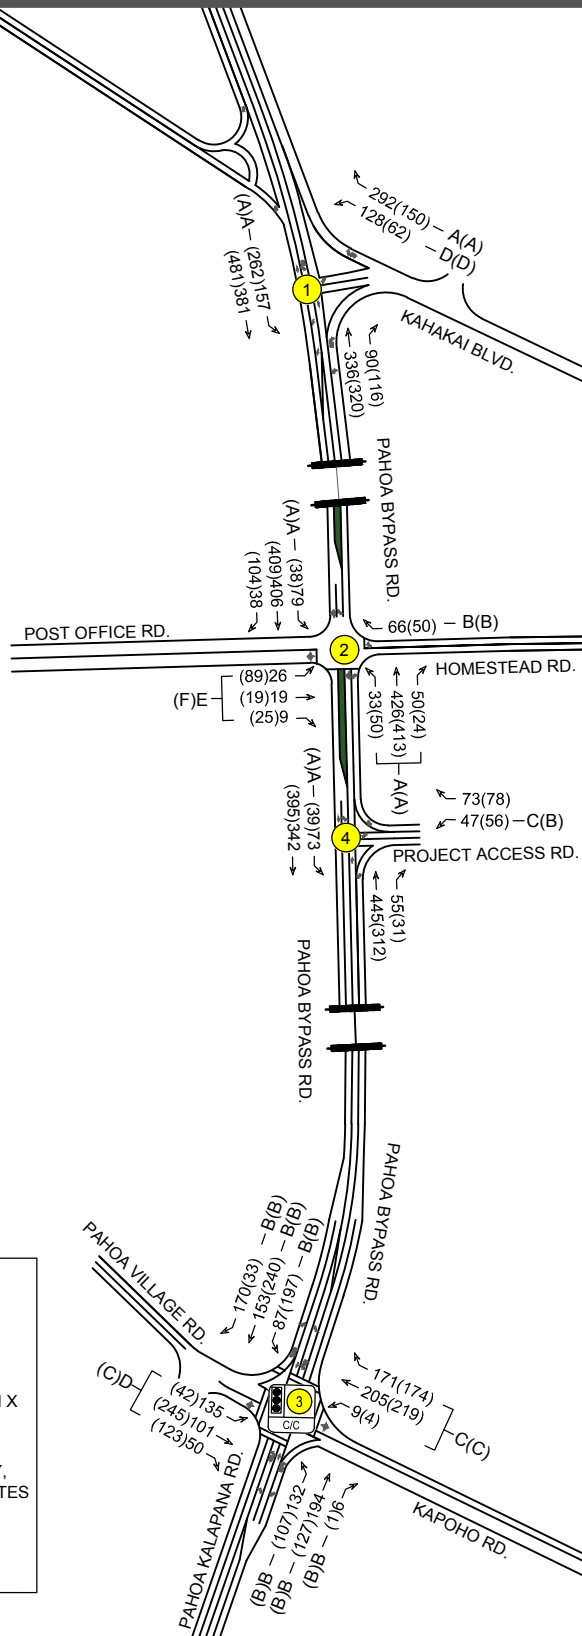 292(150) – A(A)
128(62) – D(D)
(A)A – (262)157
(481)381
1
KAHAKAI BLVD.
90(116)
336(320)
PAHOA BYPASS RD.
(A)A – (38)79
(409)406
(104)38
66(50) – B(B)
POST OFFICE RD.
2
HOMESTEAD RD.
(F)E
(89)26
(19)19
(25)9
50(24)
426(413)
33(50)
A(A)
(A)A – (39)73
(395)342
73(78)
47(56) – C(B)
4
PROJECT ACCESS RD.
55(31)
445(312)
PAHOA BYPASS RD.
PAHOA BYPASS RD.
170(33) – B(B)
153(240) – B(B)
87(197) – B(B)
PAHOA VILLAGE RD.
171(174)
205(219)
9(4)
C(C)
(C)D
(42)135
(245)101
(123)50
3
C/C
X
,
TES
(B)B – (107)132
(B)B – (127)194
(B)B – (1)6
KAPOHO RD.
PAHOA KALAPANA RD.